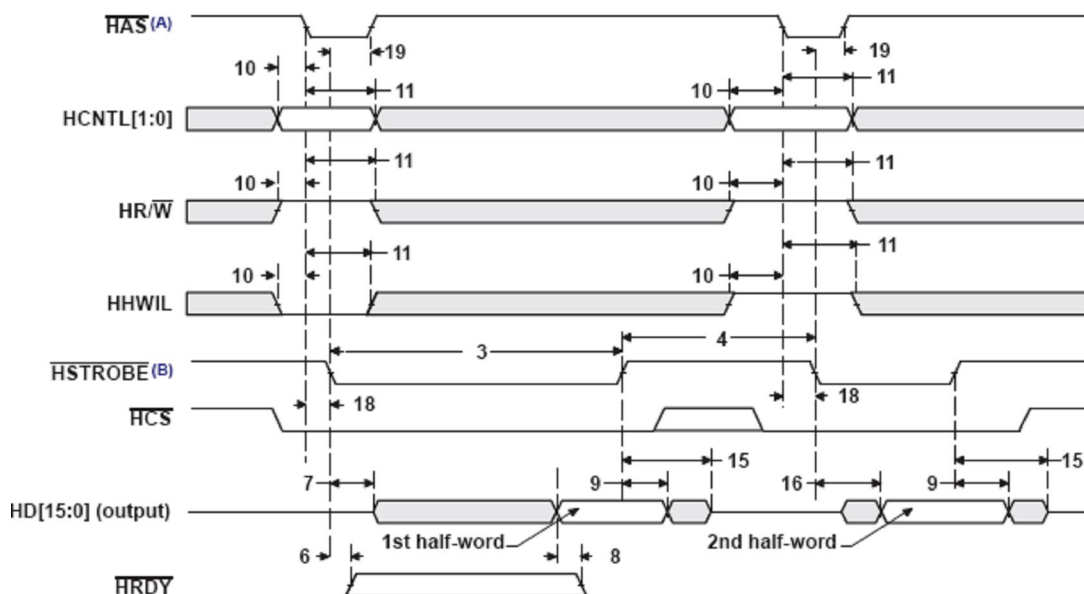 HAS (A)
19 19
10 11 10 11
HCNTL[1:0]
11 11
10 10
HR/W
11 11
10 10
HHWIL
3 4
HSTROBE (B)
18 18
HCS
15 15
7 9 16 9
HD[15:0] (output)
1st half-word 2nd half-word
6 8
HRDY